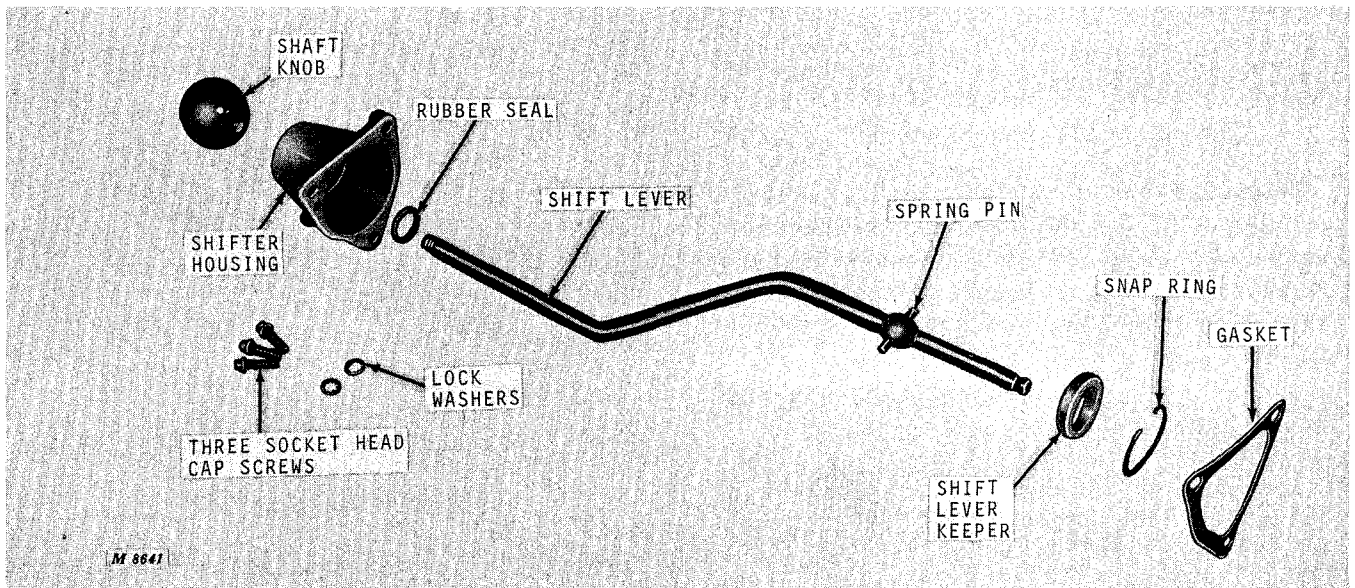 SHAFT
KNOB
RUBBER SEAL
SHIFT LEVER
SPRING PIN
SHIFTER
HOUSING
SNAP RING
GASKET
LOCK
WASHERS
THREE SOCKET HEAD
CAP SCREWS
SHIFT
LEVER
KEEPER
M 8641